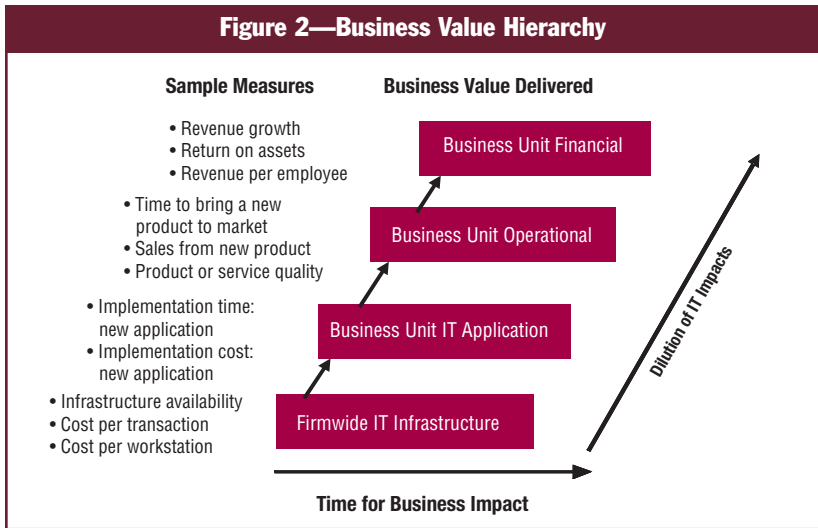 Figure 2—Business Value Hierarchy
Sample Measures
Business Value Delivered
• Revenue growth
• Return on assets
• Revenue per employee
Business Unit Financial
• Time to bring a new
product to market
• Sales from new product
• Product or service quality
Business Unit Operational
• Implementation time:
new application
• Implementation cost:
new application
Business Unit IT Application
• Infrastructure availability
• Cost per transaction
• Cost per workstation
Firmwide IT Infrastructure
Dilution of IT Impacts
Time for Business Impact